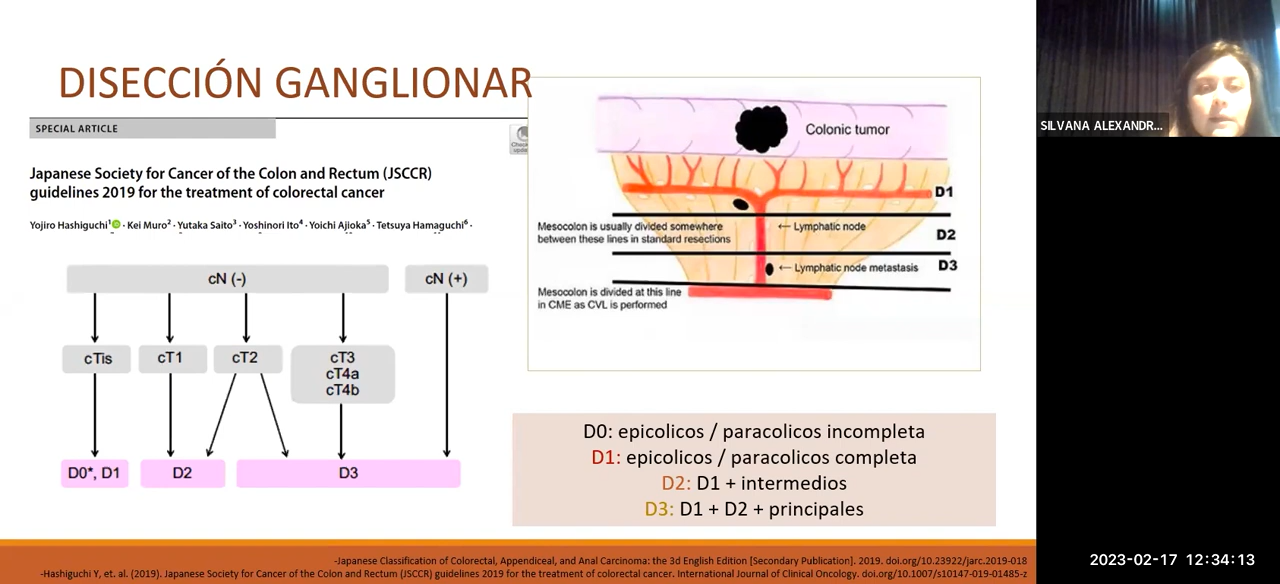 DISECCIÓN GANGLIONAR
SPECIAL ARTICLE
Japanese Society for Cancer of the Colon and Rectum (JSCCR)
guidelines 2019 for the treatment of colorectal cancer
Yojiro Hashiguchi1 · Kei Muro2 · Yutaka Saito3 · Yoshinori Ito4 · Yoichi Ajioka5 · Tetsuya Hamaguchi6 ·
cN (-)
cN (+)
cTis
cT1
cT2
cT3
cT4a
cT4b
D0*, D1
D2
D3
Colonic tumor
D1
Mesocolon is usually divided somewhere
between these lines in standard resections
← Lymphatic node
D2
← Lymphatic node metastasis
D3
Mesocolon is divided at this line
in CME as CVL is performed
D0: epicolicos / paracolicos incompleta
D1: epicolicos / paracolicos completa
D2: D1 + intermedios
D3: D1 + D2 + principales
-Japanese Classification of Colorectal, Appendiceal, and Anal Carcinoma: the 3d English Edition [Secondary Publication]. 2019. doi.org/10.23922/jarc.2019-018
-Hashiguchi Y, et. al. (2019). Japanese Society for Cancer of the Colon and Rectum (JSCCR) guidelines 2019 for the treatment of colorectal cancer. International Journal of Clinical Oncology. doi.org/10.1007/s10147-019-01485-z
SILVANA ALEXANDR...
2023-02-17 12:34:13